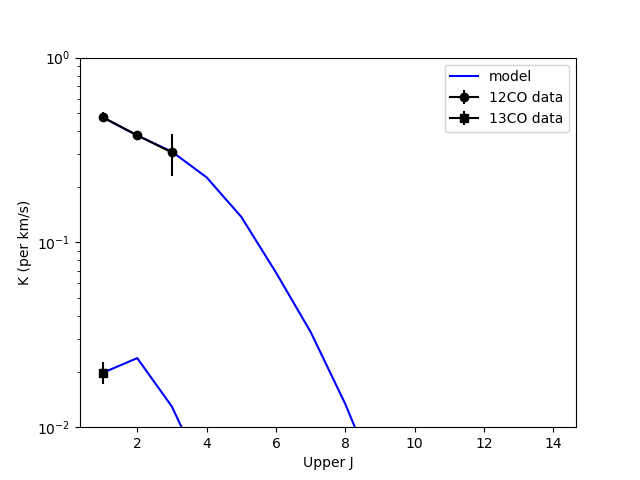 10⁰
10⁻¹
10⁻²
K (per km/s)
model
12CO data
13CO data
2 4 6 8 10 12 14
Upper J